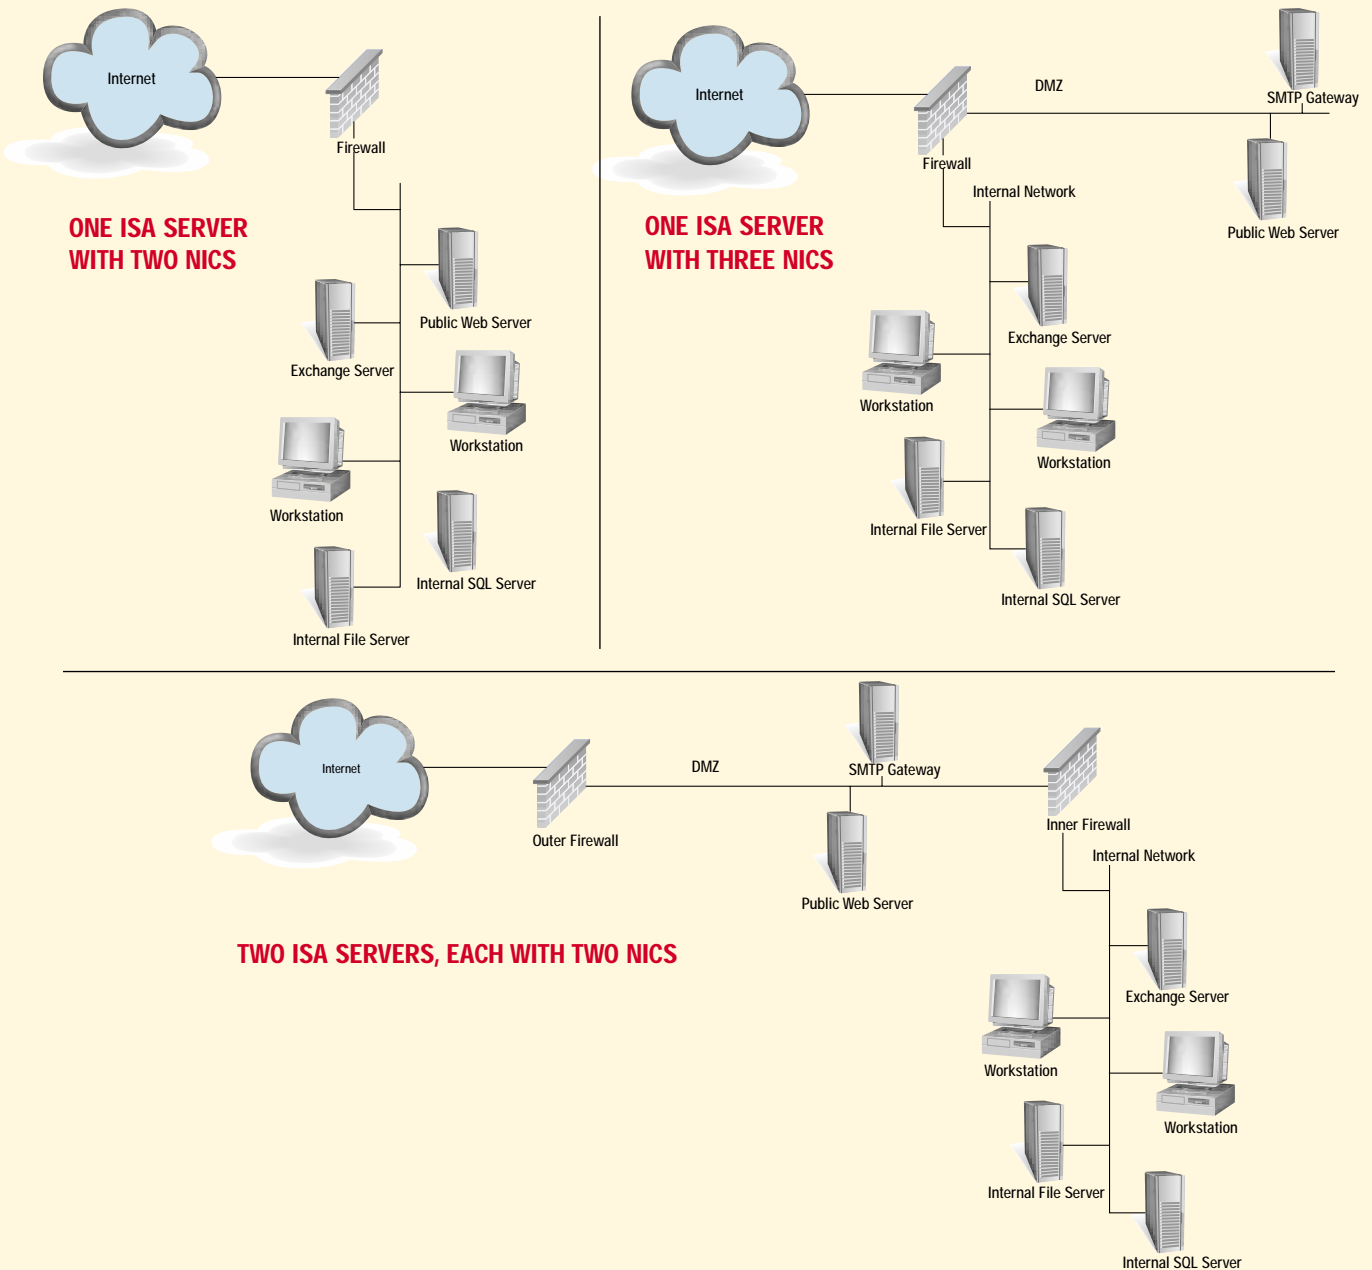 Internet
Firewall
ONE ISA SERVER
WITH TWO NICS
Public Web Server
Exchange Server
Workstation
Workstation
Internal SQL Server
Internal File Server
Internet
DMZ
SMTP Gateway
Firewall
Internal Network
Public Web Server
ONE ISA SERVER
WITH THREE NICS
Exchange Server
Workstation
Workstation
Internal File Server
Internal SQL Server
Internet
DMZ
SMTP Gateway
Outer Firewall
Inner Firewall
Internal Network
Public Web Server
TWO ISA SERVERS, EACH WITH TWO NICS
Exchange Server
Workstation
Workstation
Internal File Server
Internal SQL Server